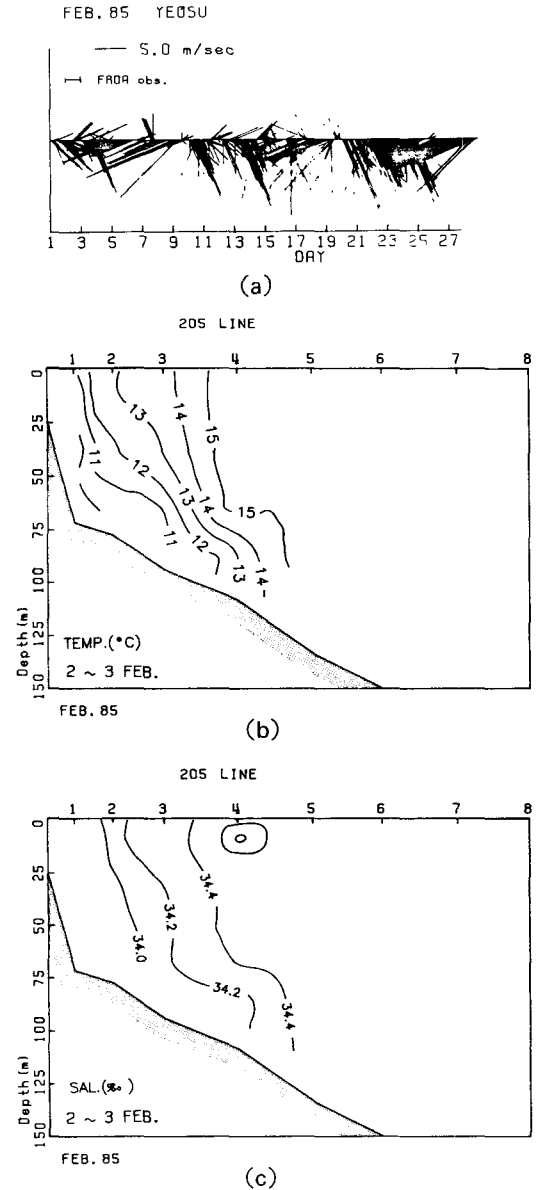 FEB. 85 YEOSU
5.0 m/sec
FRDA obs.
1 3 5 7 9 11 13 15 17 19 21 23 25 27
DAY
(a)
205 LINE
1 2 3 4 5 6 7 8
0
25
50
75
100
125
150
Depth(m)
11
12
13
14
15
11
12
13
14
15
TEMP.(°C)
2 ~ 3 FEB.
FEB. 85
(b)
205 LINE
1 2 3 4 5 6 7 8
0
25
50
75
100
125
150
Depth(m)
34.0
34.2
34.4
0
34.2
34.4
SAL.(‰)
2 ~ 3 FEB.
FEB. 85
(c)